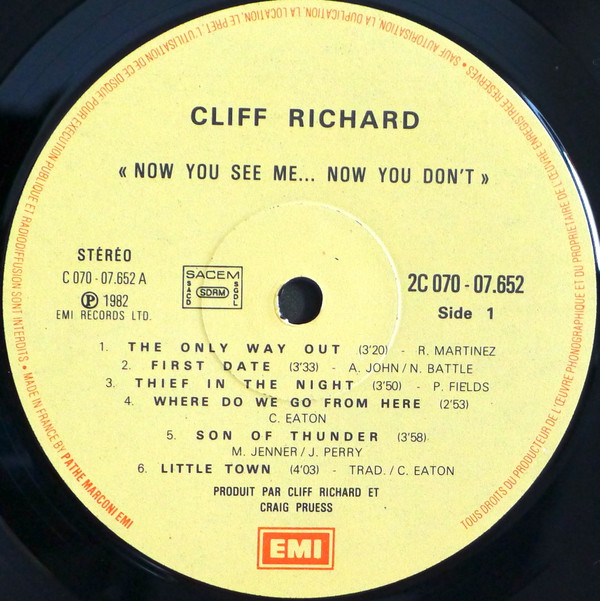 SAUF AUTORISATION, LA DUPLICATION, LA LOCATION, LE PRÊT, L'UTILISATION DE CE DISQUE POUR EXÉCUTION PUBLIQUE ET RADIODIFFUSION SONT INTERDITS • MADE IN FRANCE BY PATHE MARCONI EMI
TOUS DROITS DU PRODUCTEUR DE L'ŒUVRE PHONOGRAPHIQUE ET DU PROPRIETAIRE DE L'ŒUVRE ENREGISTREE RESERVES •
CLIFF RICHARD
« NOW YOU SEE ME... NOW YOU DON'T »
STÉRÉO
C 070 - 07.652 A
Ⓟ 1982
EMI RECORDS LTD.
SACEM
SACD
SDRM
SGDL
2C 070 - 07.652
Side 1
1. THE ONLY WAY OUT (3'20) - R. MARTINEZ
2. FIRST DATE (3'33) - A. JOHN / N. BATTLE
3. THIEF IN THE NIGHT (3'50) - P. FIELDS
4. WHERE DO WE GO FROM HERE (2'53)
C. EATON
5. SON OF THUNDER (3'58)
M. JENNER / J. PERRY
6. LITTLE TOWN (4'03) - TRAD. / C. EATON
PRODUIT PAR CLIFF RICHARD ET
CRAIG PRUESS
EMI